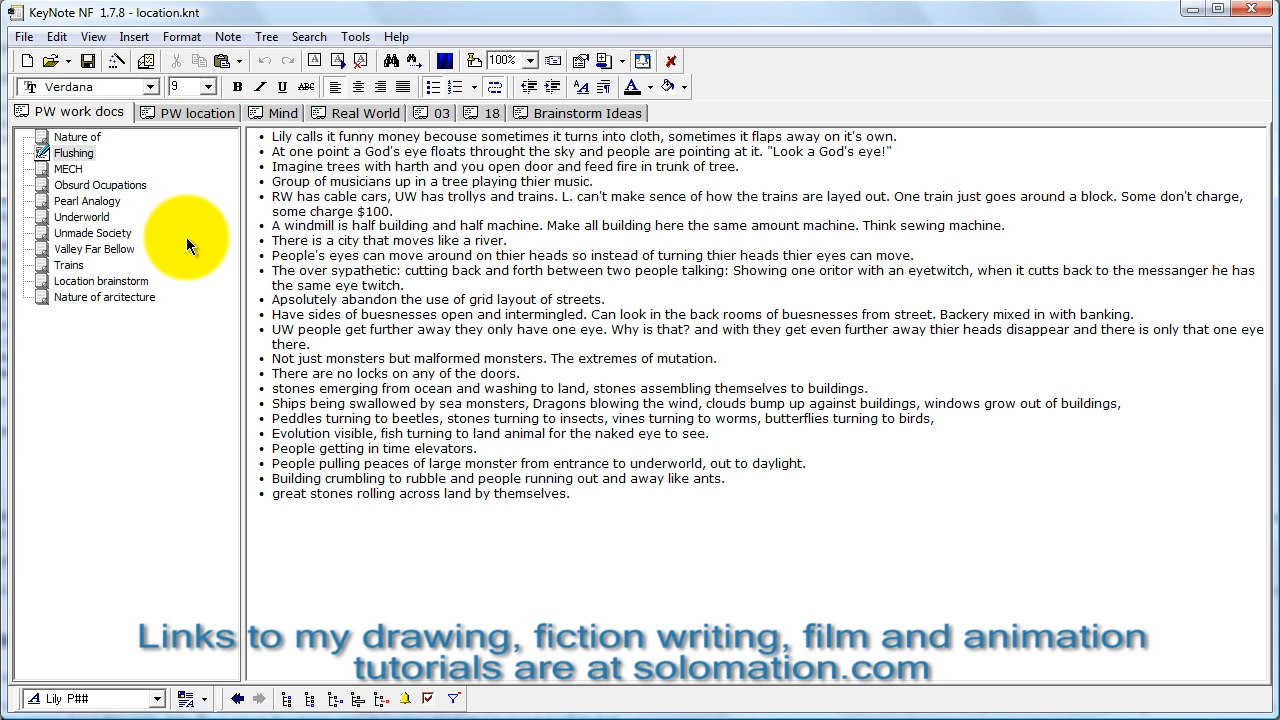 KeyNote NF 1.7.8 - location.knt
File Edit View Insert Format Note Tree Search Tools Help
100%
Verdana 9 B I U ABC
PW work docs PW location Mind Real World 03 18 Brainstorm Ideas
Nature of
Flushing
MECH
Obsurd Ocupations
Pearl Analogy
Underworld
Unmade Society
Valley Far Bellow
Trains
Location brainstorm
Nature of arcitecture
• Lily calls it funny money becouse sometimes it turns into cloth, sometimes it flaps away on it's own.
• At one point a God's eye floats throught the sky and people are pointing at it. "Look a God's eye!"
• Imagine trees with harth and you open door and feed fire in trunk of tree.
• Group of musicians up in a tree playing thier music.
• RW has cable cars, UW has trollys and trains. L. can't make sence of how the trains are layed out. One train just goes around a block. Some don't charge,
some charge $100.
• A windmill is half building and half machine. Make all building here the same amount machine. Think sewing machine.
• There is a city that moves like a river.
• People's eyes can move around on thier heads so instead of turning thier heads thier eyes can move.
• The over sypathetic: cutting back and forth between two people talking: Showing one oritor with an eyetwitch, when it cutts back to the messanger he has
the same eye twitch.
• Apsolutely abandon the use of grid layout of streets.
• Have sides of buesnesses open and intermingled. Can look in the back rooms of buesnesses from street. Backery mixed in with banking.
• UW people get further away they only have one eye. Why is that? and with they get even further away thier heads disappear and there is only that one eye
there.
• Not just monsters but malformed monsters. The extremes of mutation.
• There are no locks on any of the doors.
• stones emerging from ocean and washing to land, stones assembling themselves to buildings.
• Ships being swallowed by sea monsters, Dragons blowing the wind, clouds bump up against buildings, windows grow out of buildings,
• Peddles turning to beetles, stones turning to insects, vines turning to worms, butterflies turning to birds,
• Evolution visible, fish turning to land animal for the naked eye to see.
• People getting in time elevators.
• People pulling peaces of large monster from entrance to underworld, out to daylight.
• Building crumbling to rubble and people running out and away like ants.
• great stones rolling across land by themselves.
Links to my drawing, fiction writing, film and animation
tutorials are at solomation.com
Lily P##